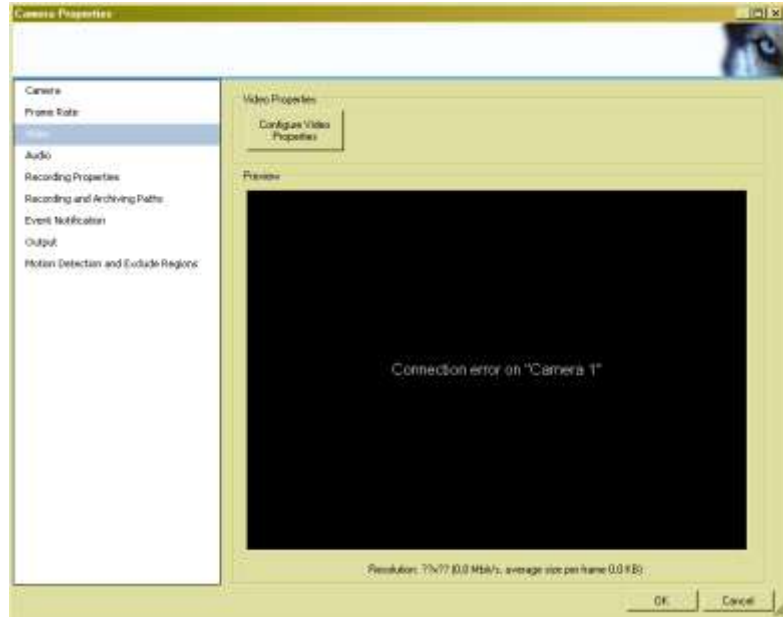 Camera Properties
Camera
Frame Rate
Video
Audio
Recording Properties
Recording and Archiving Paths
Event Notification
Output
Motion Detection and Exclude Regions
Video Properties
Configure Video
Properties
Preview
Connection error on "Camera 1"
Resolution: ??x?? (0.0 Mbit/s, average size per frame 0.0 KB)
OK
Cancel